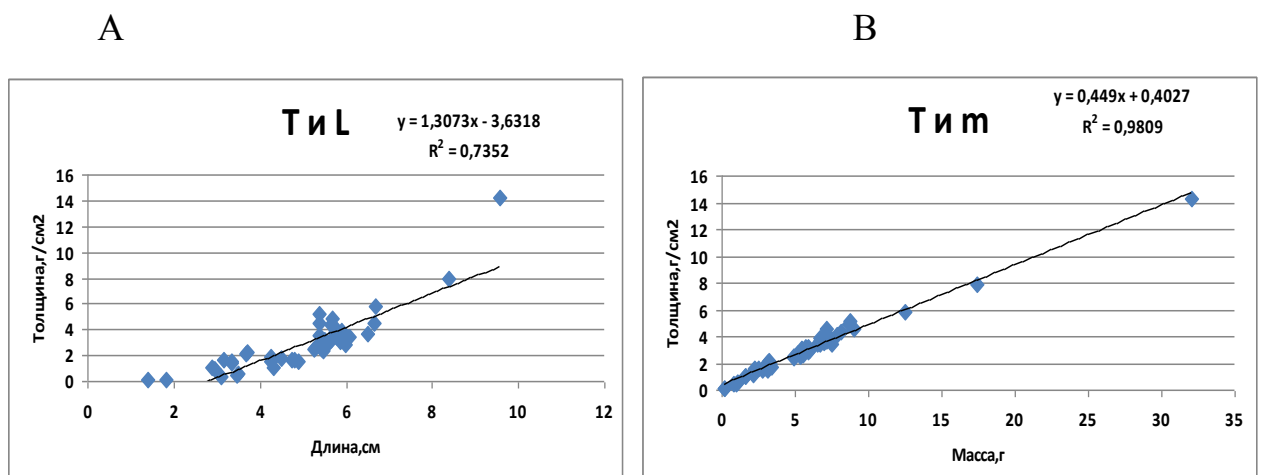 A
B
Т и L
y = 1,3073x - 3,6318
R² = 0,7352
Толщина,г/см2
16
14
12
10
8
6
4
2
0
0 2 4 6 8 10 12
Длина,см
Т и m
y = 0,449x + 0,4027
R² = 0,9809
Толщина,г/см2
16
14
12
10
8
6
4
2
0
0 5 10 15 20 25 30 35
Масса,г